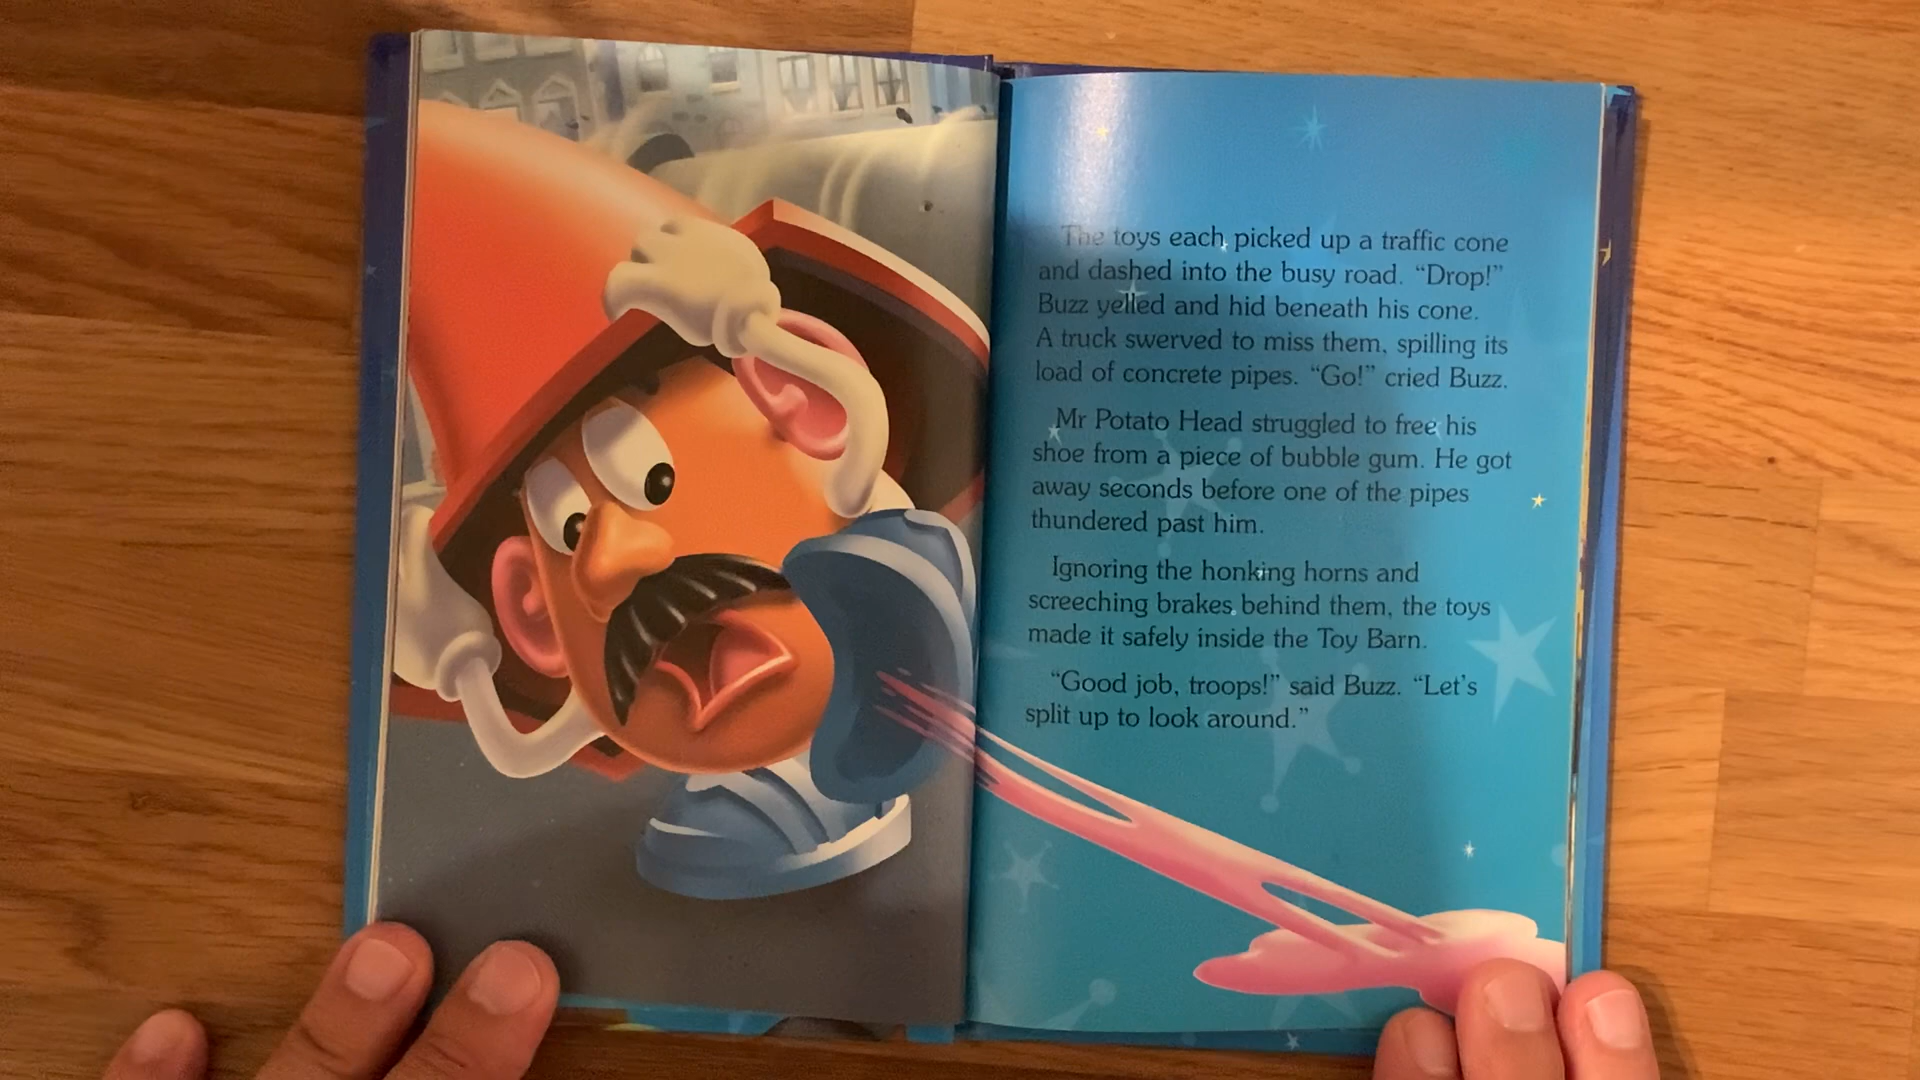 The toys each picked up a traffic cone
and dashed into the busy road. “Drop!”
Buzz yelled and hid beneath his cone.
A truck swerved to miss them, spilling its
load of concrete pipes. “Go!” cried Buzz.
Mr Potato Head struggled to free his
shoe from a piece of bubble gum. He got
away seconds before one of the pipes
thundered past him.
Ignoring the honking horns and
screeching brakes behind them, the toys
made it safely inside the Toy Barn.
“Good job, troops!” said Buzz. “Let’s
split up to look around.”